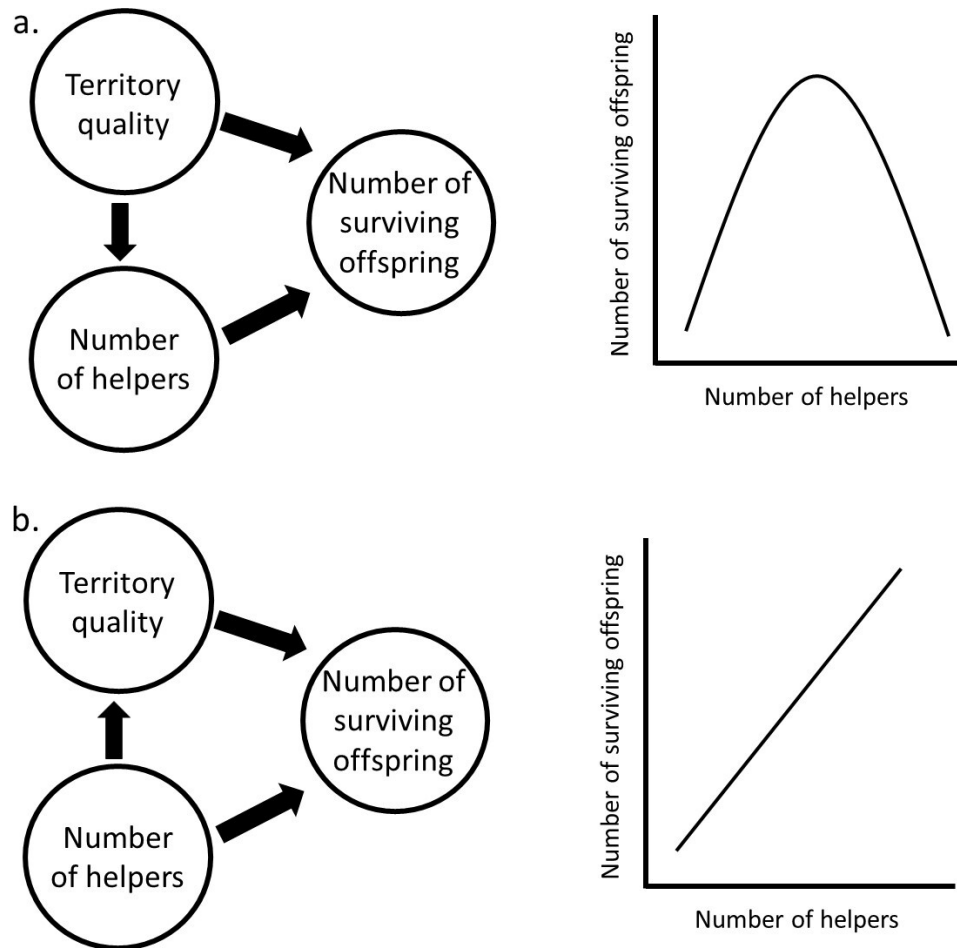 a.
Territory
quality
Number of
surviving
offspring
Number
of helpers
Number of surviving offspring
Number of helpers
b.
Territory
quality
Number of
surviving
offspring
Number
of helpers
Number of surviving offspring
Number of helpers